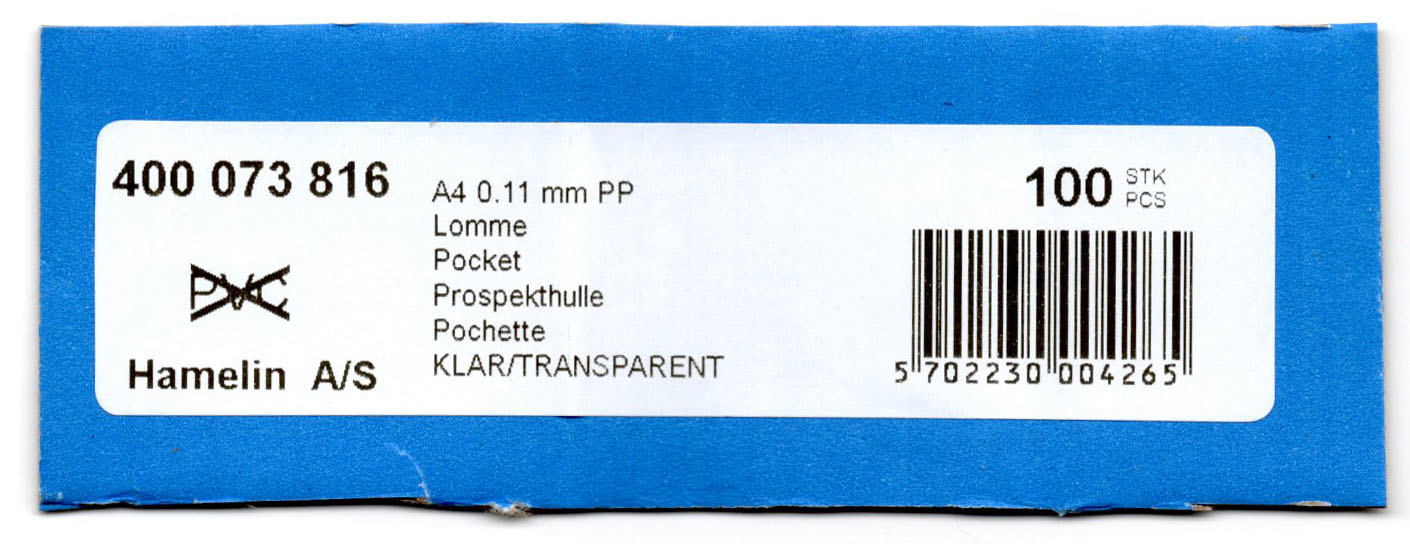 400 073 816
PVC
Hamelin A/S
A4 0.11 mm PP
Lomme
Pocket
Prospekthulle
Pochette
KLAR/TRANSPARENT
100 STK
PCS
5 702230 004265